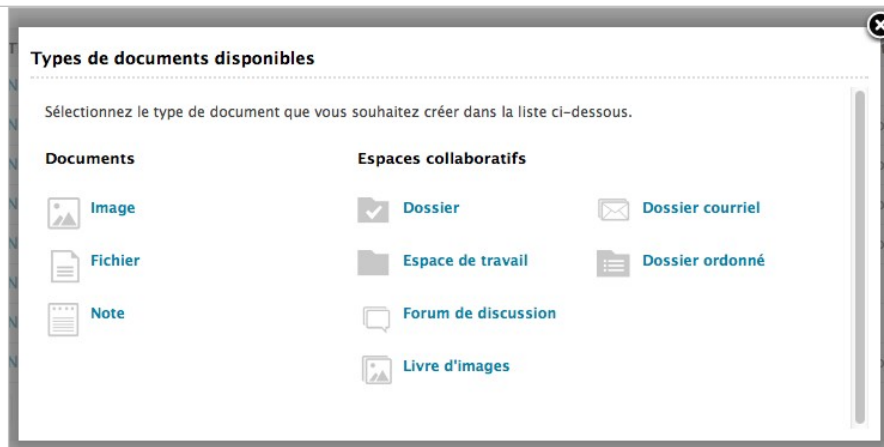 Types de documents disponibles
Sélectionnez le type de document que vous souhaitez créer dans la liste ci-dessous.
Documents
Image
Fichier
Note
Espaces collaboratifs
Dossier
Espace de travail
Forum de discussion
Livre d'images
Dossier courriel
Dossier ordonné